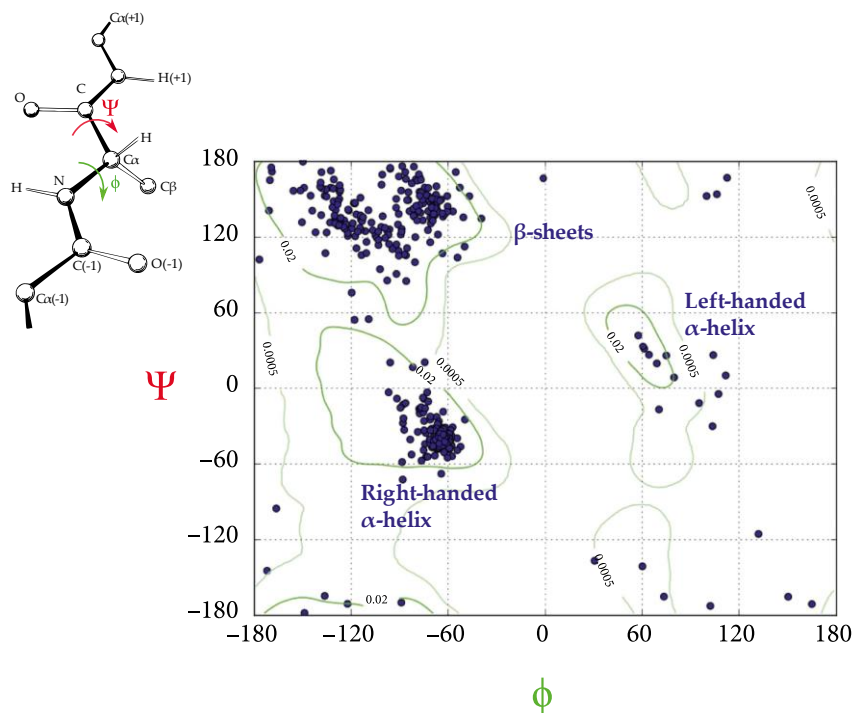 Cα(+1)
H(+1)
C
O
Ψ
H
Cα
ϕ
N
H
Cβ
C(-1)
O(-1)
Cα(-1)
180
120
60
0
−60
−120
−180
Ψ
0.02
0.0005
β-sheets
0.0005
Left-handed
α-helix
0.02
0.0005
0.0005
0.02
0.0005
Right-handed
α-helix
0.0005
0.0005
0.02
−180
−120
−60
0
60
120
180
ϕ